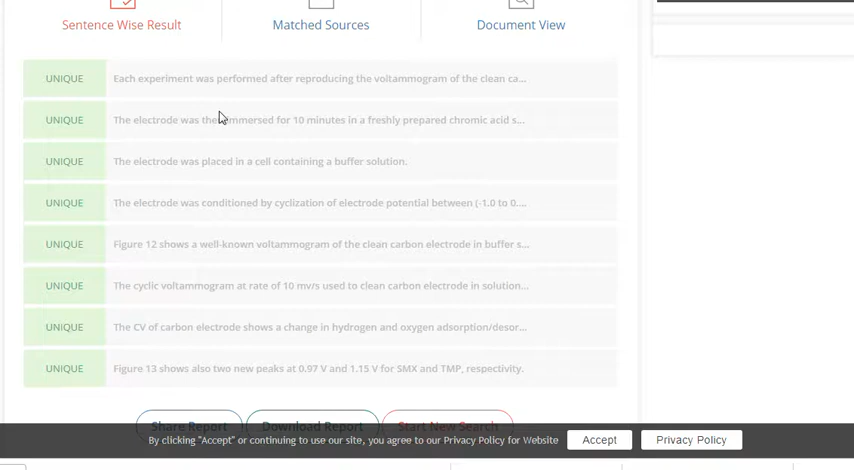 Sentence Wise Result
Matched Sources
Document View
UNIQUE Each experiment was performed after reproducing the voltammogram of the clean ca...
UNIQUE The electrode was immersed for 10 minutes in a freshly prepared chromic acid s...
UNIQUE The electrode was placed in a cell containing a buffer solution.
UNIQUE The electrode was conditioned by cyclization of electrode potential between (-1.0 to 0....
UNIQUE Figure 12 shows a well-known voltammogram of the clean carbon electrode in buffer s...
UNIQUE The cyclic voltammogram at rate of 10 mv/s used to clean carbon electrode in solution...
UNIQUE The CV of carbon electrode shows a change in hydrogen and oxygen adsorption/desor...
UNIQUE Figure 13 shows also two new peaks at 0.97 V and 1.15 V for SMX and TMP, respectivity.
Share Report Download Report Start New Search
By clicking "Accept" or continuing to use our site, you agree to our Privacy Policy for Website Accept Privacy Policy